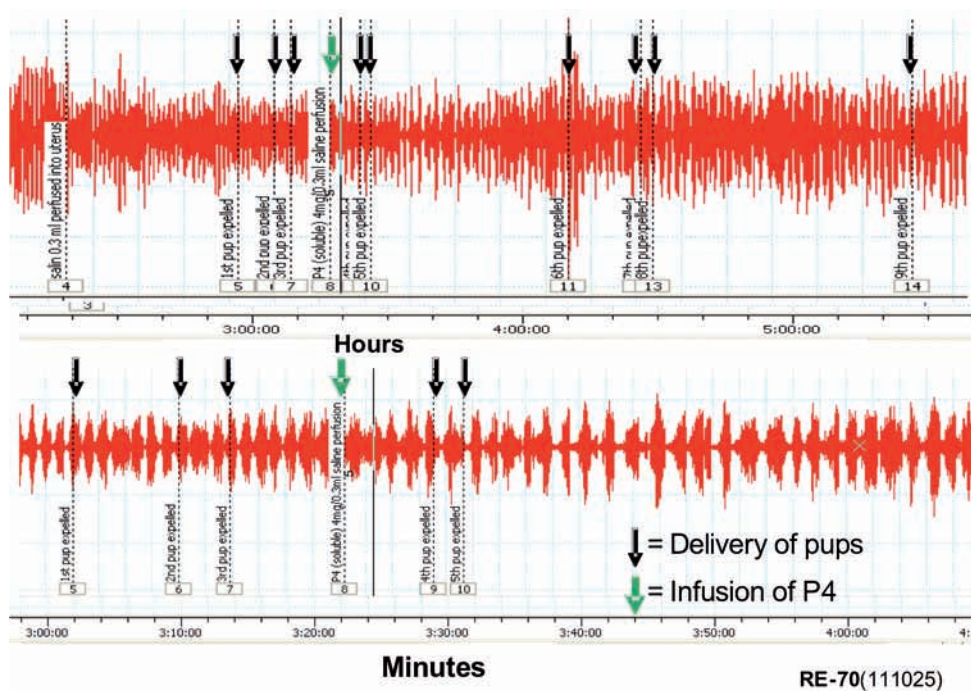 salin 0.3 ml perfused into uterus
1st pup expelled
2nd pup expelled
3rd pup expelled
P4 (soluble) 4mg/0.3ml saline perfusion
5
5th pup expelled
6th pup expelled
8th pup expelled
9th pup expelled
4
5
7
8
10
11
13
14
3
3:00:00
4:00:00
5:00:00
Hours
1st pup expelled
2nd pup expelled
3rd pup expelled
P4 (soluble) 4mg/0.3ml saline perfusion
5
4th pup expelled
5th pup expelled
5
6
7
8
9
10
= Delivery of pups
= Infusion of P4
3:00:00
3:10:00
3:20:00
3:30:00
3:40:00
3:50:00
4:00:00
4:
Minutes
RE-70(111025)